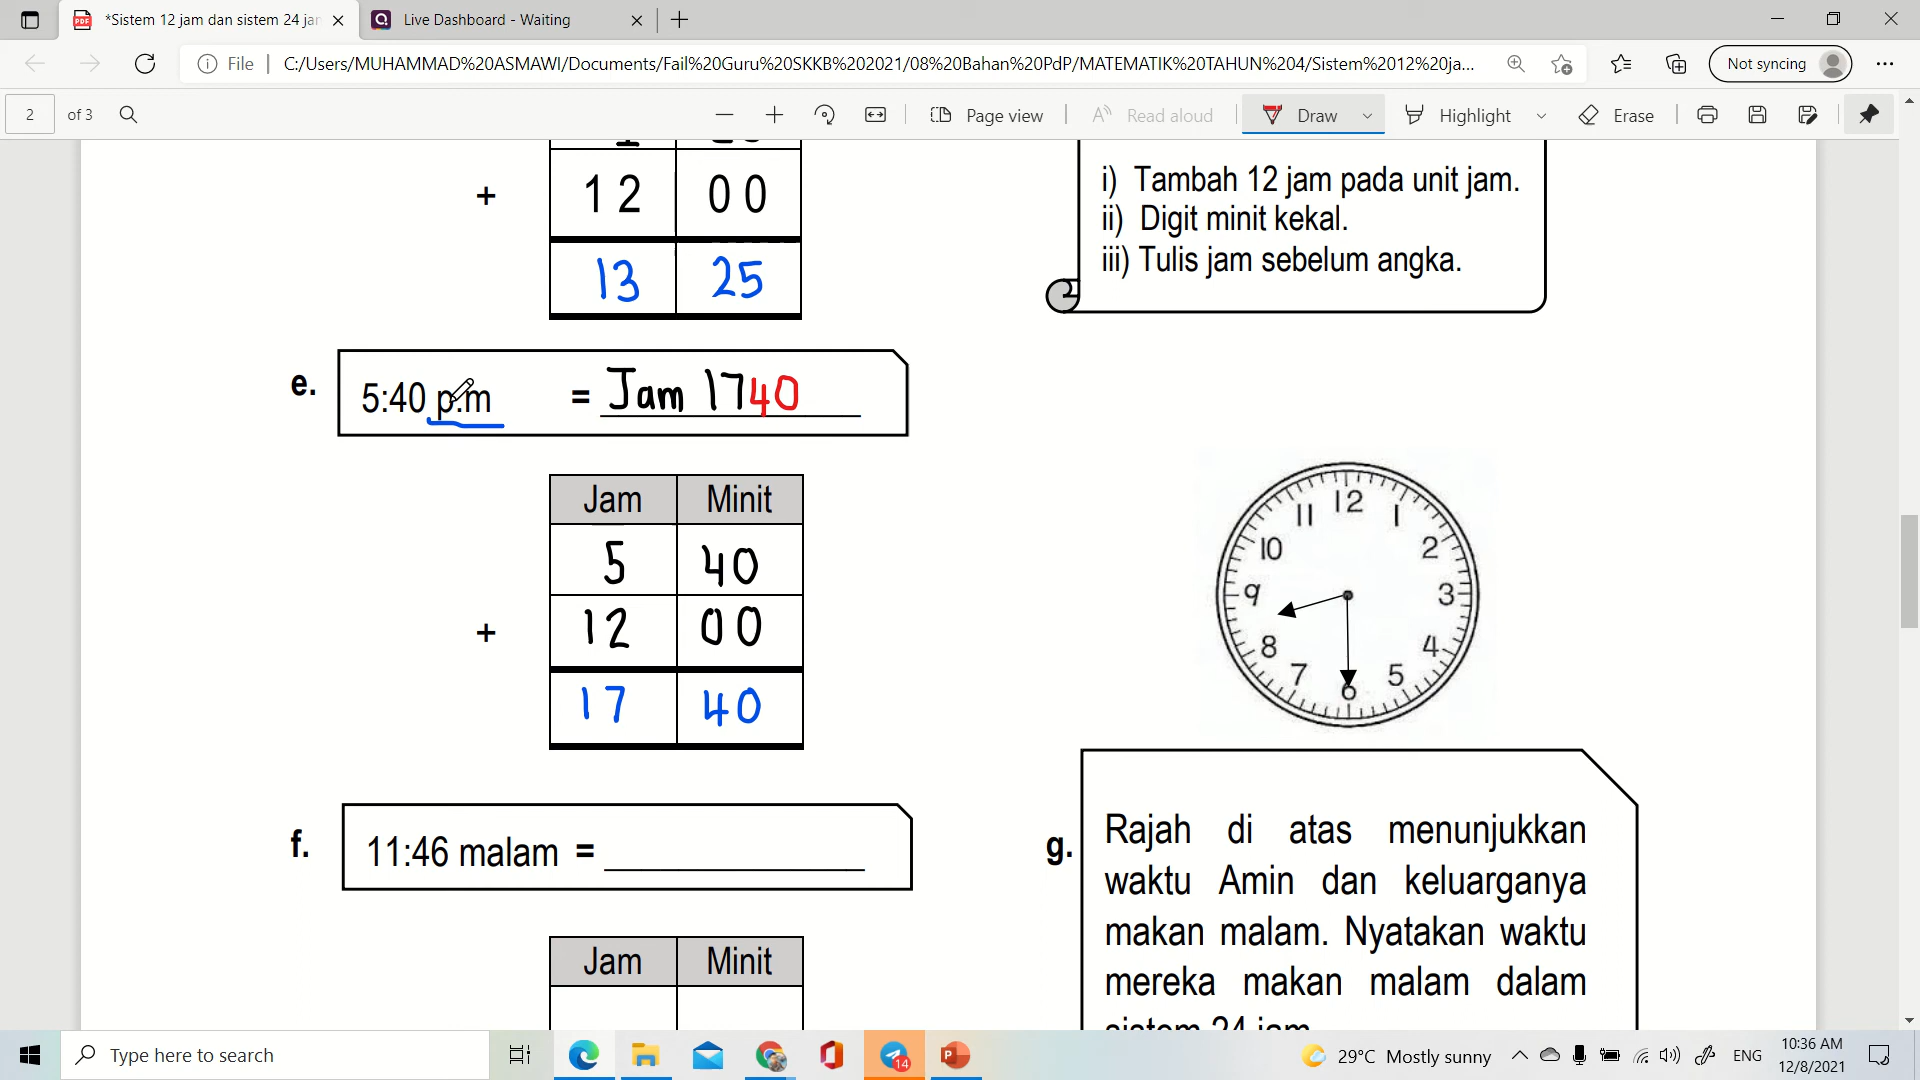 *Sistem 12 jam dan sistem 24 jam
Live Dashboard - Waiting
File
C:/Users/MUHAMMAD%20ASMAWI/Documents/Fail%20Guru%20SKKB%202021/08%20Bahan%20PdP/MATEMATIK%20TAHUN%204/Sistem%2012%20ja...
Not syncing
2 of 3
Page view
Read aloud
Draw
Highlight
Erase
+ 12 00
13 25
i) Tambah 12 jam pada unit jam.
ii) Digit minit kekal.
iii) Tulis jam sebelum angka.
e. 5:40 p.m = Jam 1740
Jam Minit
5 40
+ 12 00
17 40
12
11 1
10 2
9 3
8 4
7 5
6
f. 11:46 malam = ____________
Jam Minit
g. Rajah di atas menunjukkan
waktu Amin dan keluarganya
makan malam. Nyatakan waktu
mereka makan malam dalam
sistem 24 jam.
Type here to search
14
29°C Mostly sunny
ENG
10:36 AM
12/8/2021